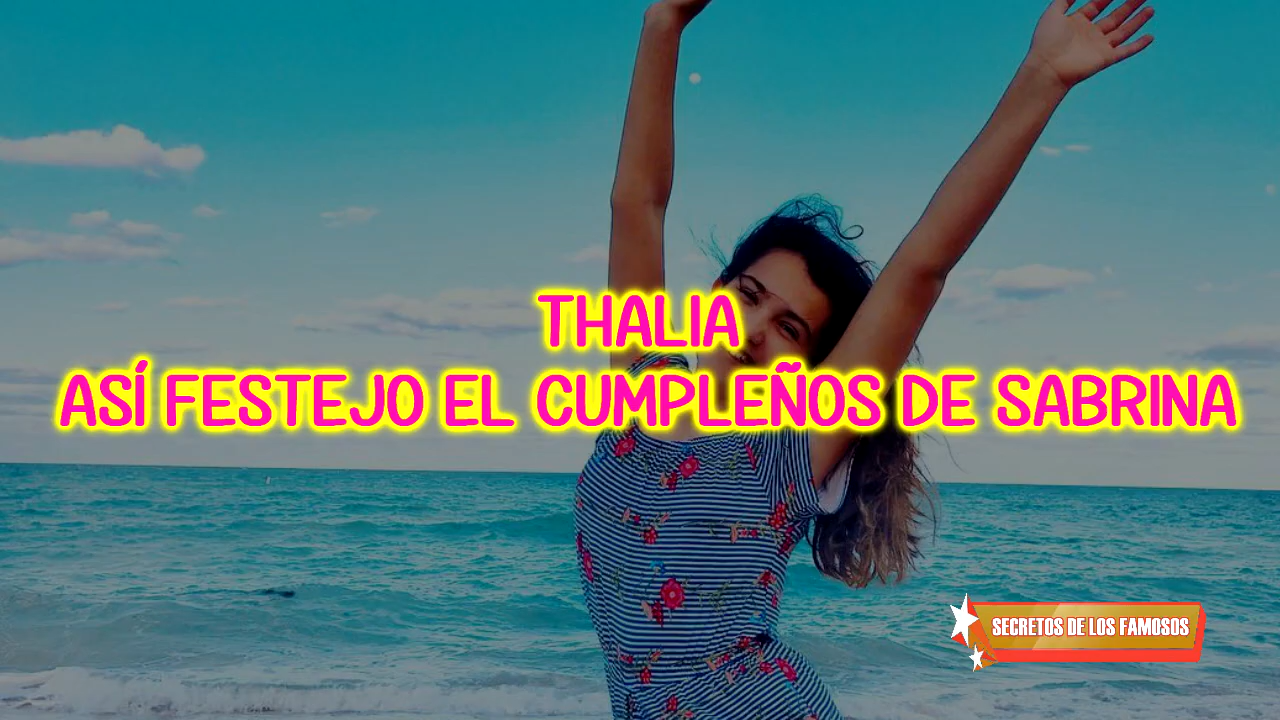 THALIA
ASÍ FESTEJO EL CUMPLEÑOS DE SABRINA
SECRETOS DE LOS FAMOSOS